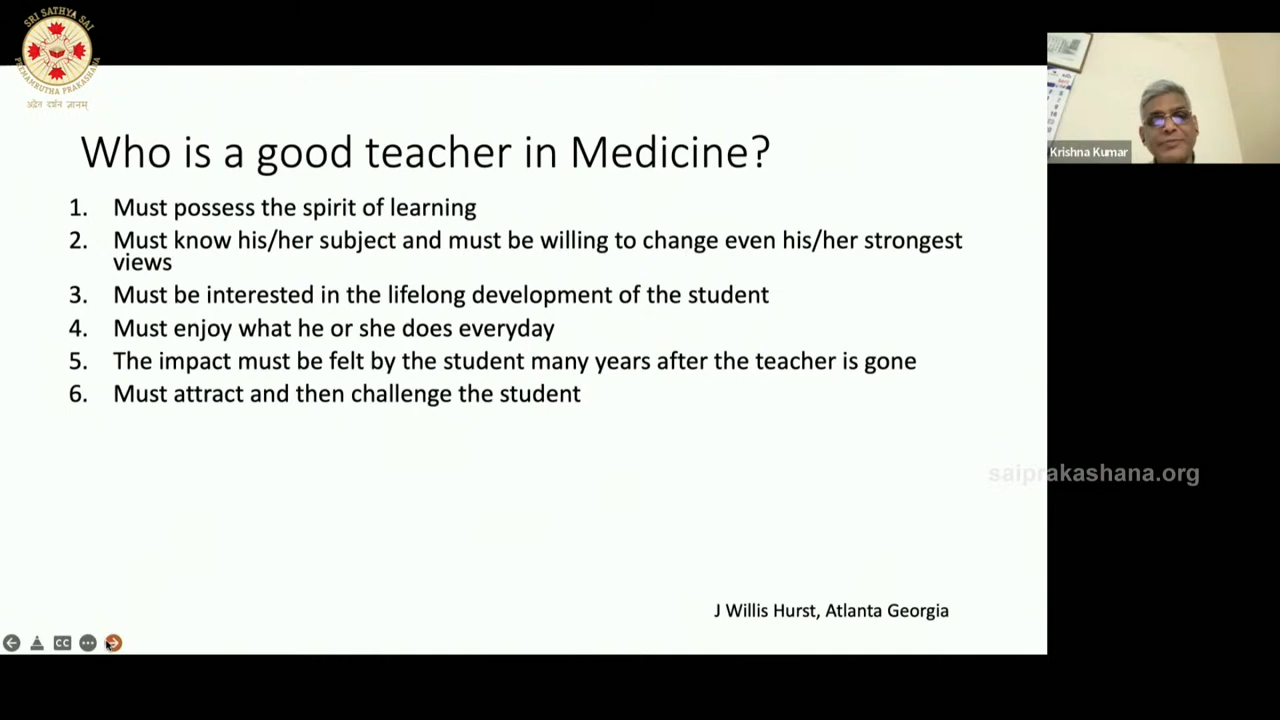 SRI SATHYA SAI
PREMAMRUTHA PRAKASHANA
Who is a good teacher in Medicine?
1. Must possess the spirit of learning
2. Must know his/her subject and must be willing to change even his/her strongest
views
3. Must be interested in the lifelong development of the student
4. Must enjoy what he or she does everyday
5. The impact must be felt by the student many years after the teacher is gone
6. Must attract and then challenge the student
J Willis Hurst, Atlanta Georgia
CC
Krishna Kumar
saiprakashana.org